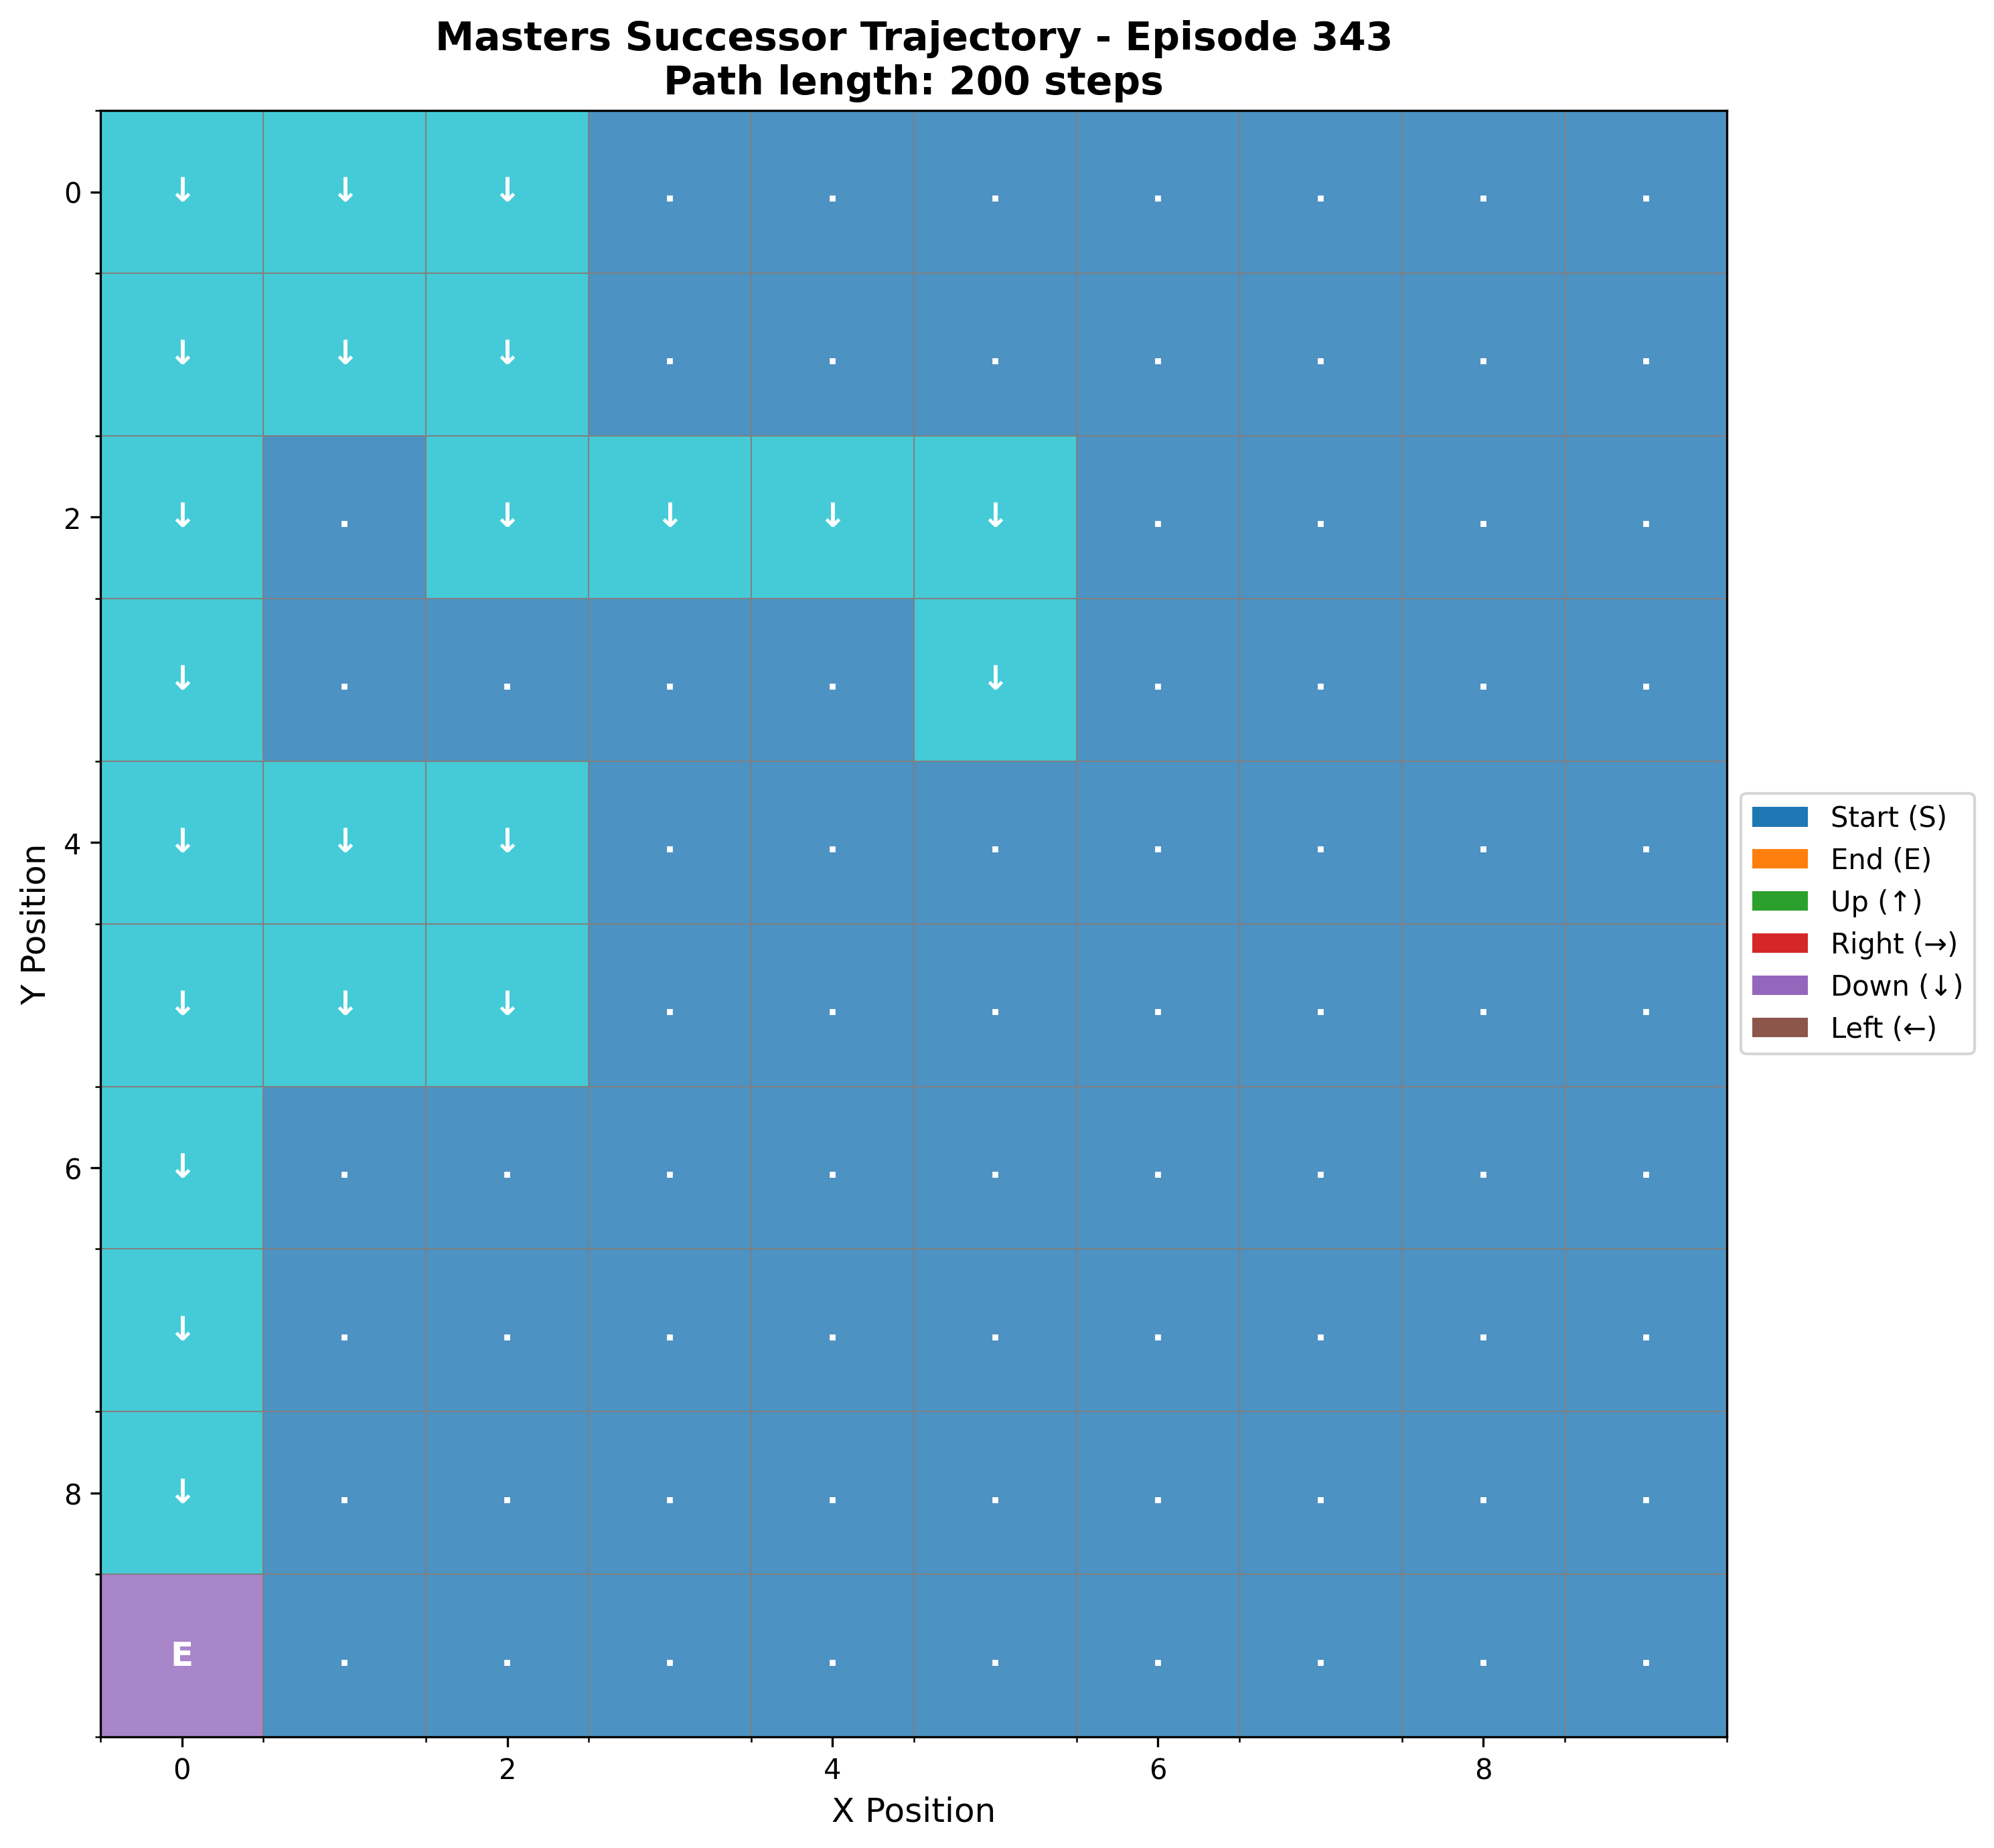 Masters Successor Trajectory - Episode 343
Path length: 200 steps
0 ↓ ↓ ↓ . . . . . . .
↓ ↓ ↓ . . . . . . .
2 ↓ . ↓ ↓ ↓ ↓ . . . .
↓ . . . . ↓ . . . .
4 ↓ ↓ ↓ . . . . . . .
↓ ↓ ↓ . . . . . . .
6 ↓ . . . . . . . . .
↓ . . . . . . . . .
8 ↓ . . . . . . . . .
E . . . . . . . . .
0 2 4 6 8
X Position
Y Position
Start (S)
End (E)
Up (↑)
Right (→)
Down (↓)
Left (←)